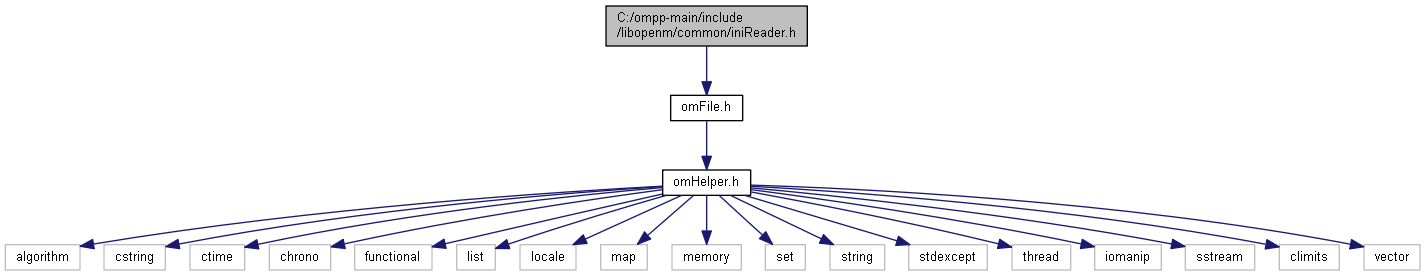 C:/ompp-main/include
/libopenm/common/iniReader.h
omFile.h
omHelper.h
algorithm
cstring
ctime
chrono
functional
list
locale
map
memory
set
string
stdexcept
thread
iomanip
sstream
climits
vector